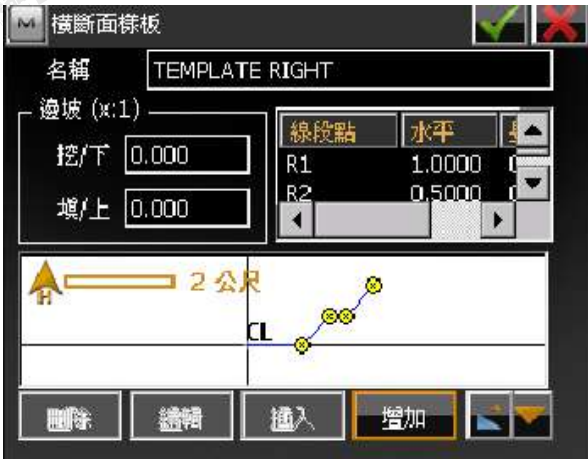 M 橫斷面樣板
名稱 TEMPLATE RIGHT
邊坡 (x:1)
挖/下 0.000
填/上 0.000
線段點 水平
R1 1.0000
R2 0.5000
H 2 公尺
CL
刪除 編輯 插入 增加